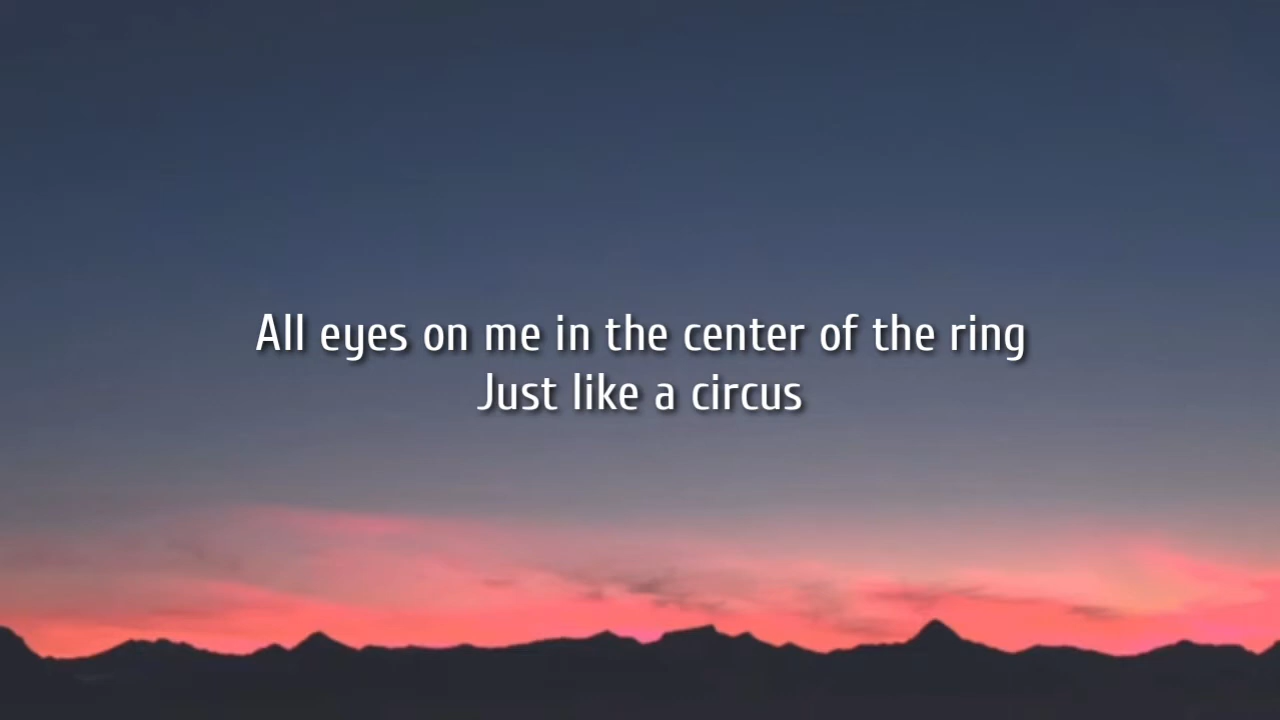 All eyes on me in the center of the ring
Just like a circus